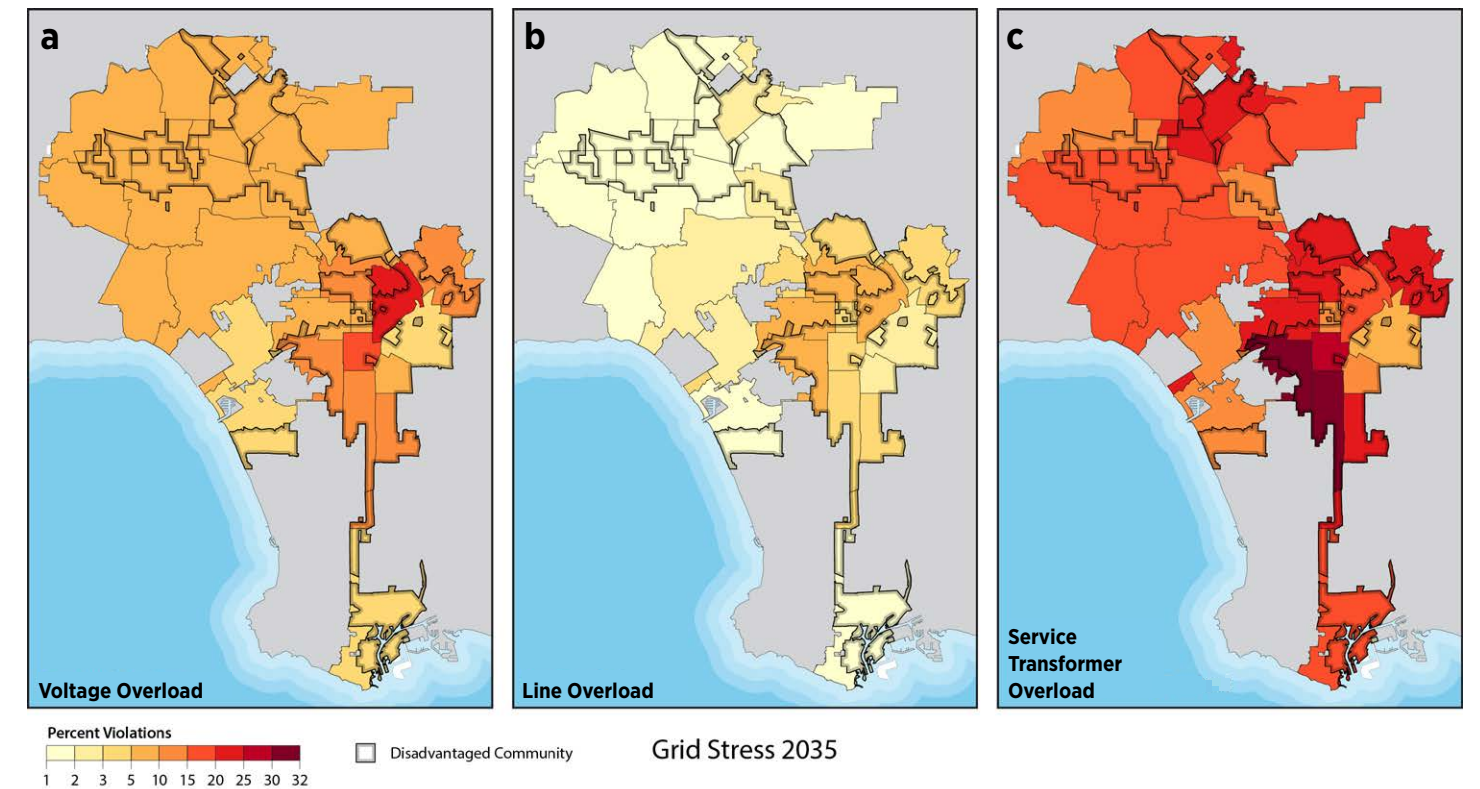 a
b
c
Voltage Overload
Line Overload
Service
Transformer
Overload
Percent Violations
1 2 3 5 10 15 20 25 30 32
Disadvantaged Community
Grid Stress 2035